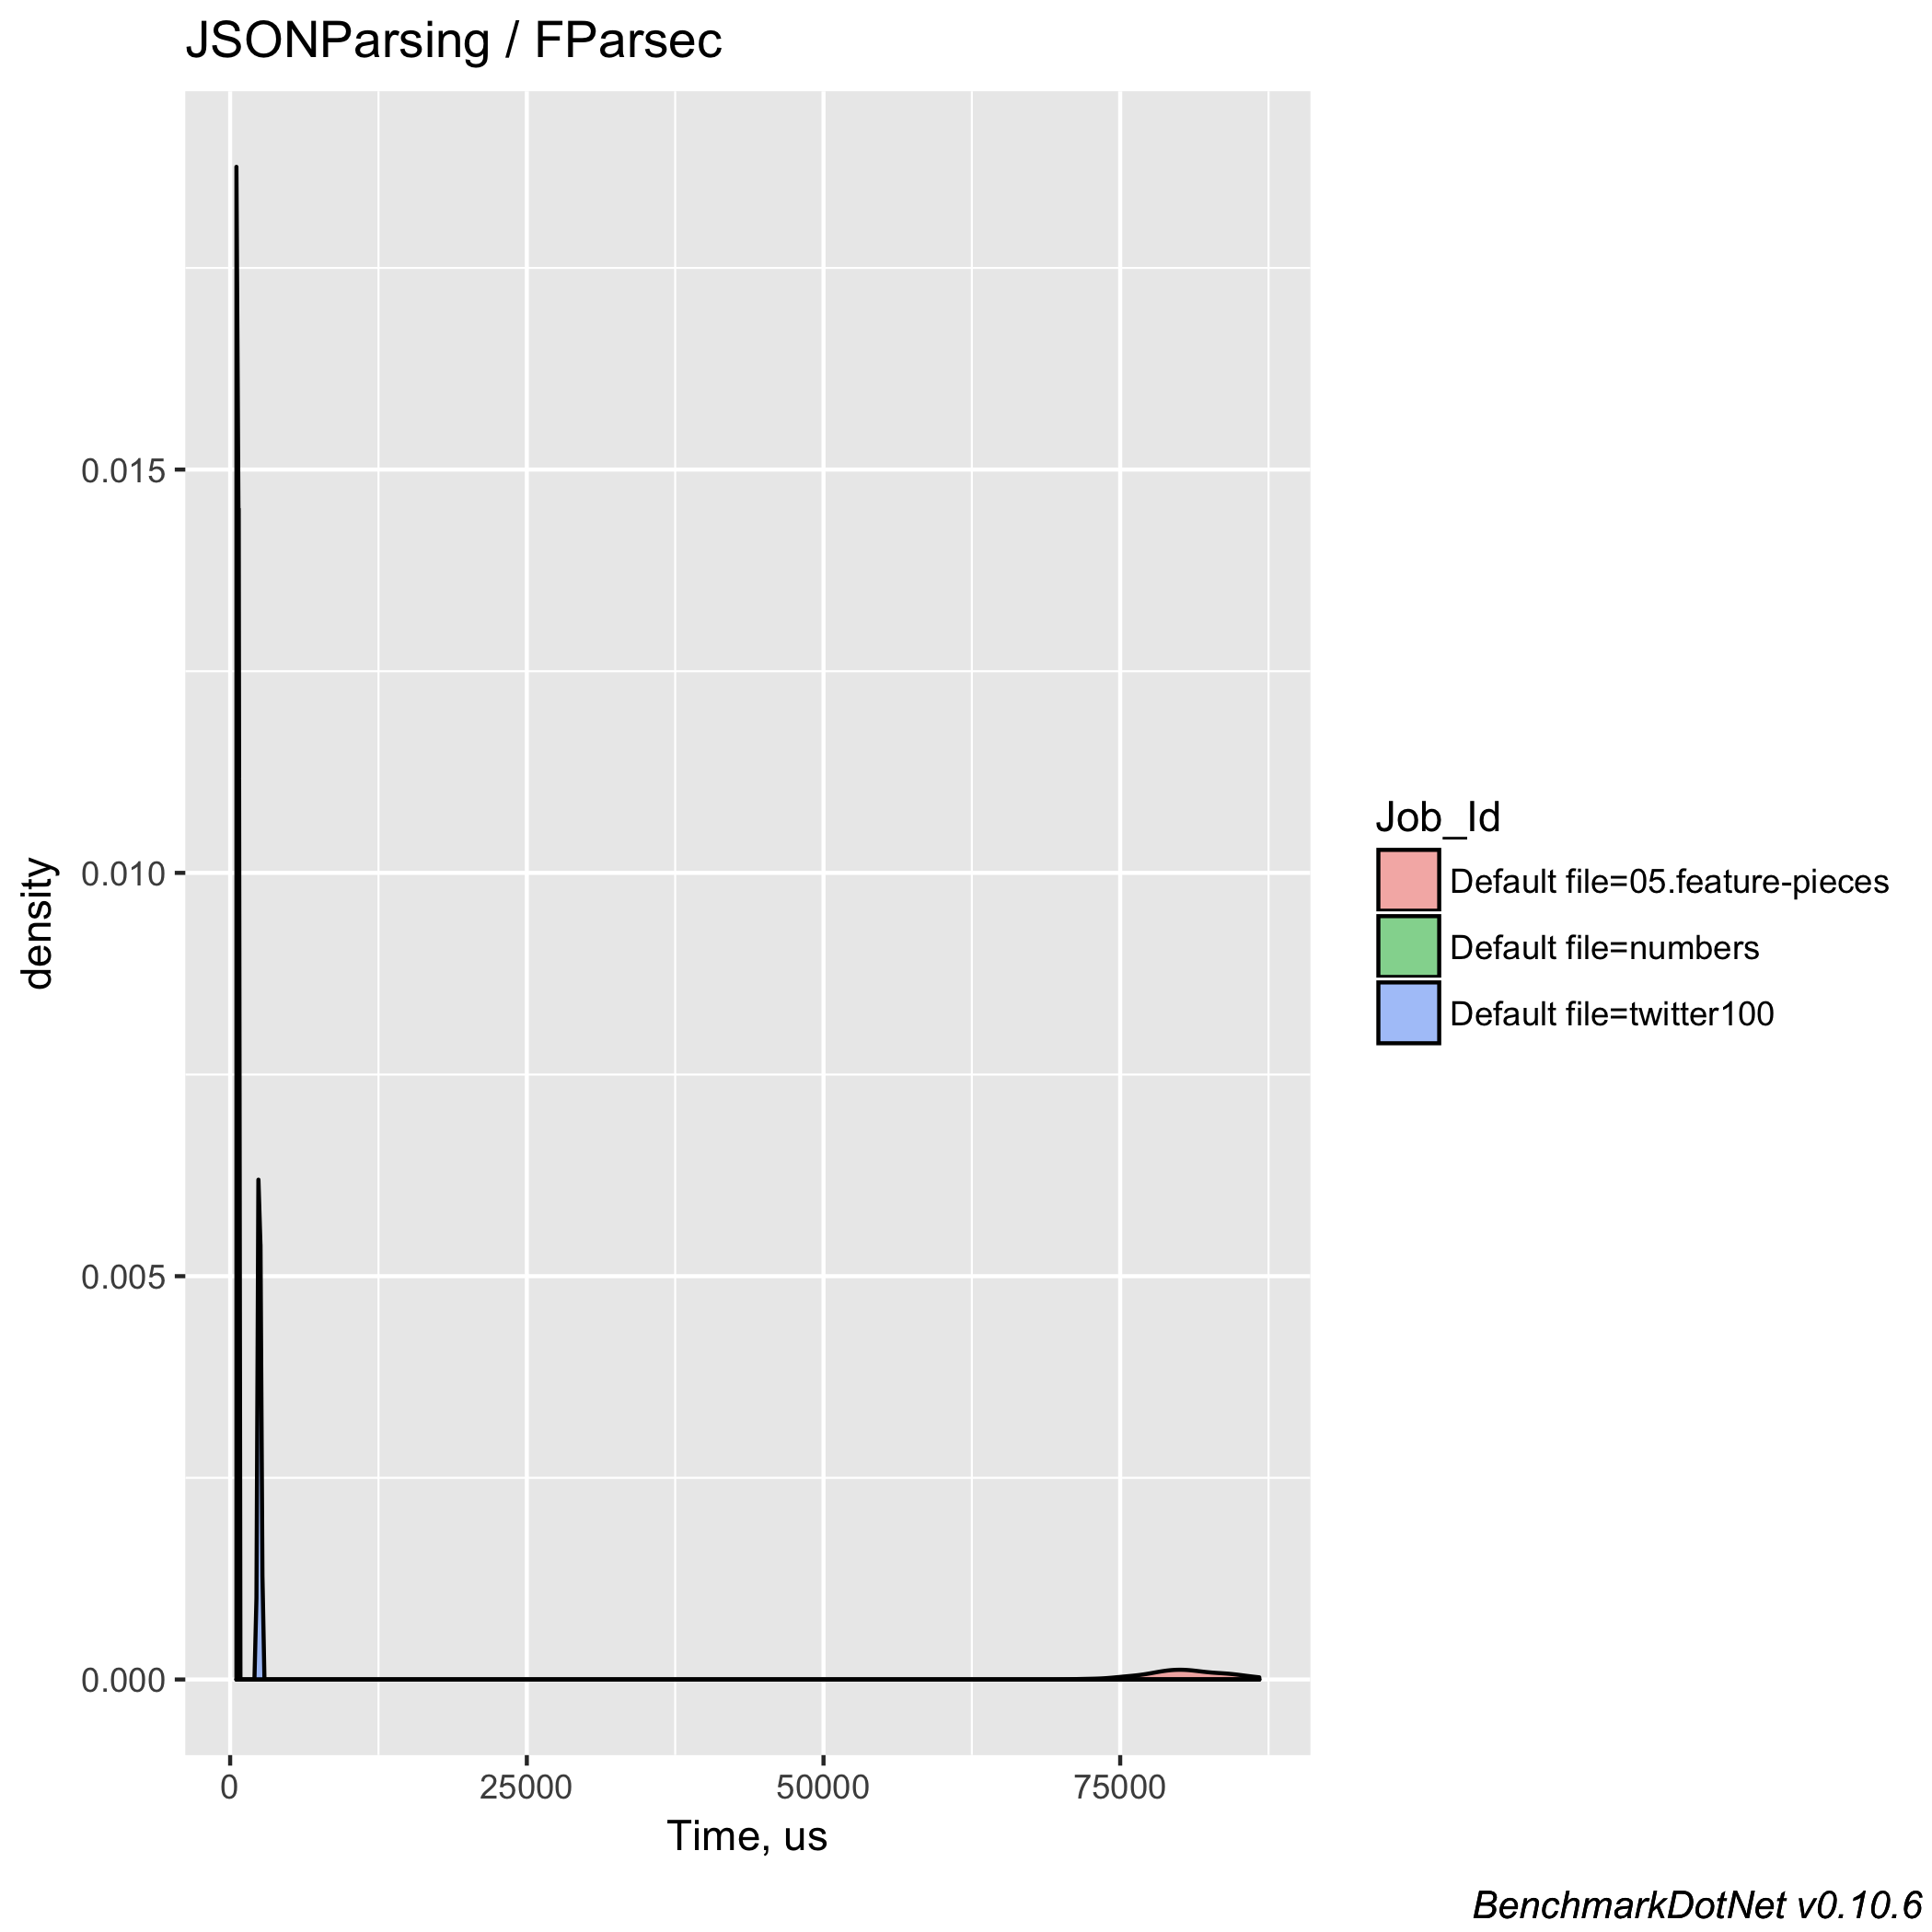 JSONParsing / FParsec
density
0.015
0.010
0.005
0.000
0
25000
50000
75000
Time, us
Job_Id
Default file=05.feature-pieces
Default file=numbers
Default file=twitter100
BenchmarkDotNet v0.10.6